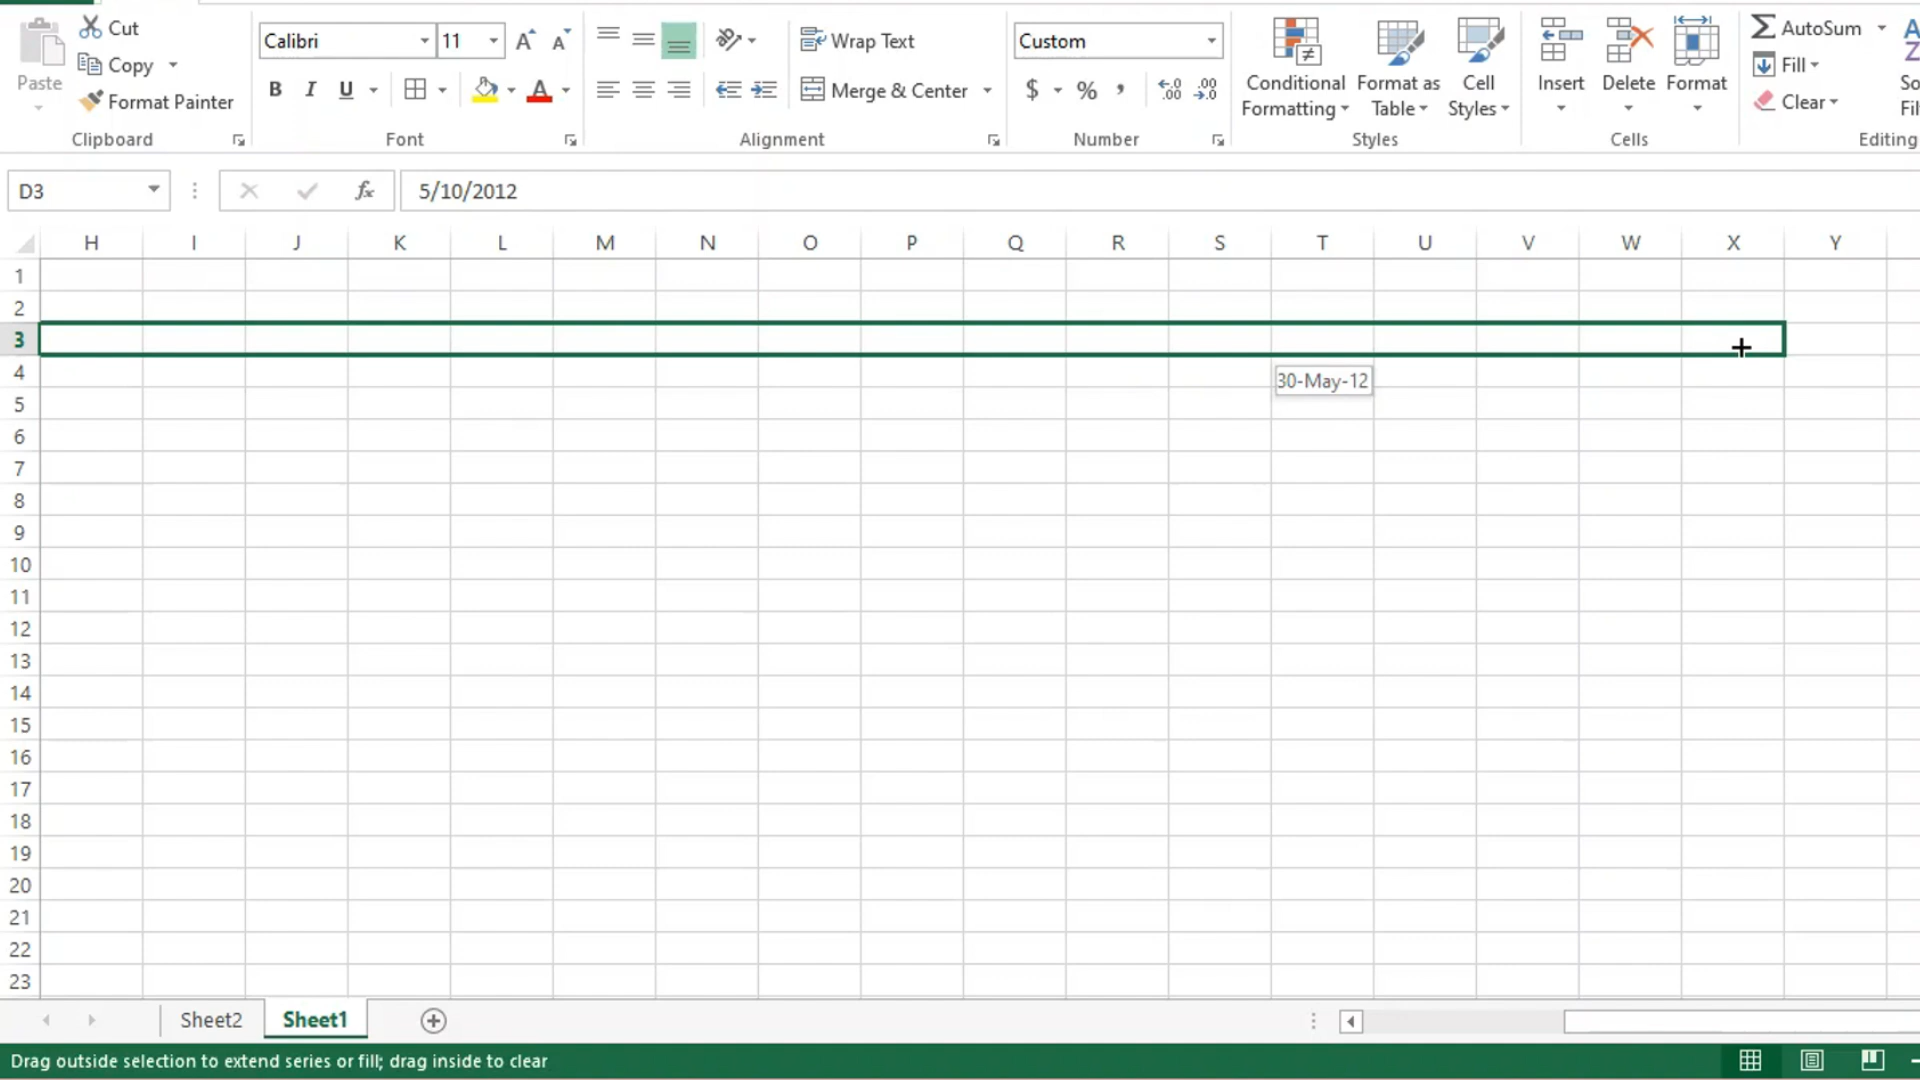 Cut
Calibri
11
Wrap Text
Custom
AutoSum
Paste
Copy
Conditional
Formatting
Format as
Table
Cell
Styles
Insert
Delete
Format
Fill
Format Painter
B I U
Merge & Center
$ % ,
Clear
Clipboard
Font
Alignment
Number
Styles
Cells
Editing
D3
fx
5/10/2012
H I J K L M N O P Q R S T U V W X Y
1
2
3
4
30-May-12
5
6
7
8
9
10
11
12
13
14
15
16
17
18
19
20
21
22
23
Sheet2
Sheet1
Drag outside selection to extend series or fill; drag inside to clear